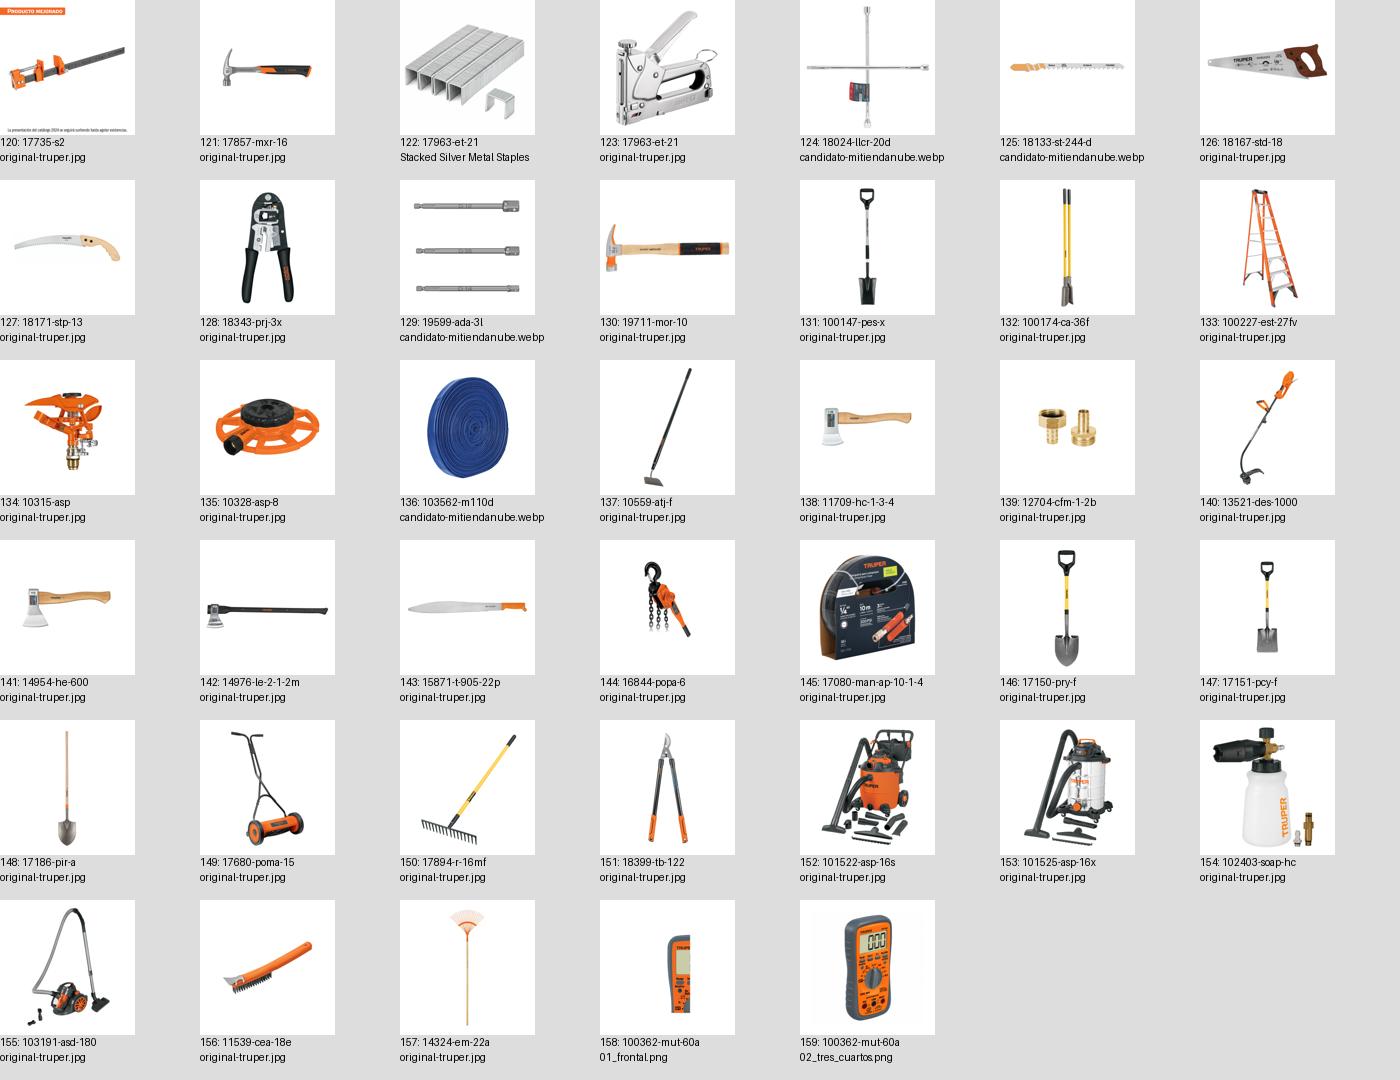 PRODUCTO MEJORADO
120: 17735-s2
original-truper.jpg
121: 17857-mxr-16
original-truper.jpg
122: 17963-et-21
Stacked Silver Metal Staples
123: 17963-et-21
original-truper.jpg
124: 18024-llcr-20d
candidato-mitiendanube.webp
125: 18133-st-244-d
candidato-mitiendanube.webp
TRUPER
126: 18167-std-18
original-truper.jpg
127: 18171-stp-13
original-truper.jpg
128: 18343-prj-3x
original-truper.jpg
129: 19599-ada-3l
candidato-mitiendanube.webp
TRUPER
130: 19711-mor-10
original-truper.jpg
131: 100147-pes-x
original-truper.jpg
132: 100174-ca-36f
original-truper.jpg
133: 100227-est-27fv
original-truper.jpg
134: 10315-asp
original-truper.jpg
135: 10328-asp-8
original-truper.jpg
136: 103562-m110d
candidato-mitiendanube.webp
137: 10559-atj-f
original-truper.jpg
138: 11709-hc-1-3-4
original-truper.jpg
139: 12704-cfm-1-2b
original-truper.jpg
140: 13521-des-1000
original-truper.jpg
141: 14954-he-600
original-truper.jpg
142: 14976-le-2-1-2m
original-truper.jpg
143: 15871-t-905-22p
original-truper.jpg
144: 16844-popa-6
original-truper.jpg
TRUPER
1/4"
10 m
145: 17080-man-ap-10-1-4
original-truper.jpg
146: 17150-pry-f
original-truper.jpg
147: 17151-pcy-f
original-truper.jpg
148: 17186-pir-a
original-truper.jpg
149: 17680-poma-15
original-truper.jpg
150: 17894-r-16mf
original-truper.jpg
151: 18399-tb-122
original-truper.jpg
TRUPER
152: 101522-asp-16s
original-truper.jpg
153: 101525-asp-16x
original-truper.jpg
TRUPER
154: 102403-soap-hc
original-truper.jpg
155: 103191-asd-180
original-truper.jpg
156: 11539-cea-18e
original-truper.jpg
157: 14324-em-22a
original-truper.jpg
158: 100362-mut-60a
01_frontal.png
000
159: 100362-mut-60a
02_tres_cuartos.png